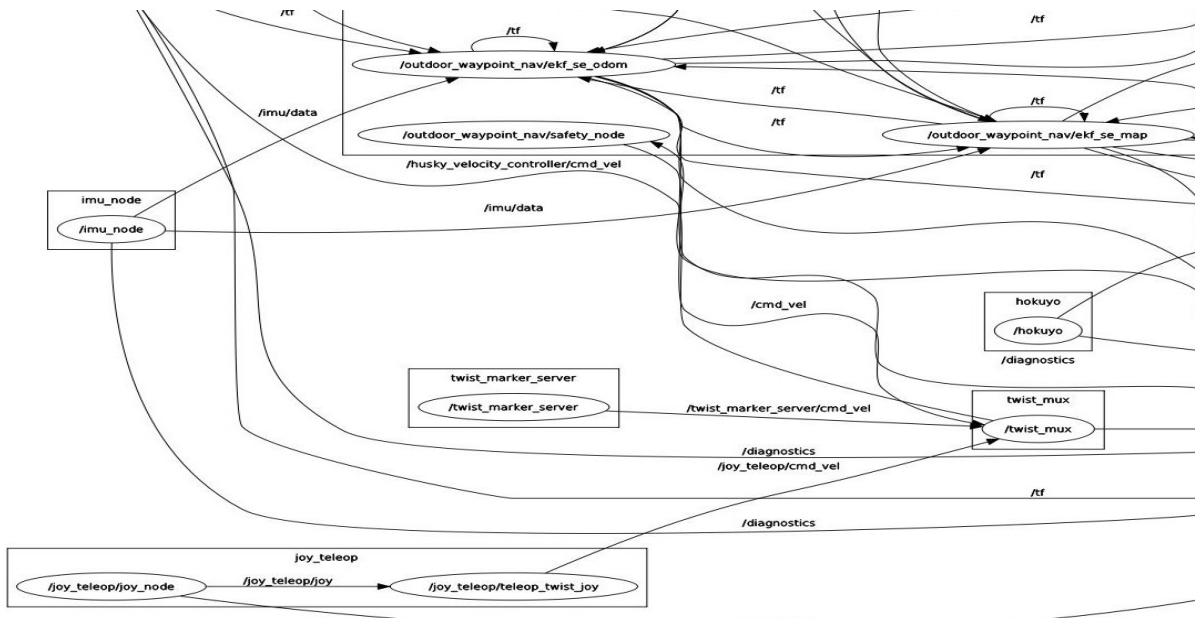 /tf
/tf
/tf
/outdoor_waypoint_nav/ekf_se_odom
/tf
/tf
/imu/data
/tf
/outdoor_waypoint_nav/safety_node
/outdoor_waypoint_nav/ekf_se_map
/husky_velocity_controller/cmd_vel
/tf
imu_node
/imu/data
/imu_node
/cmd_vel
hokuyo
/hokuyo
/diagnostics
twist_marker_server
/twist_marker_server
/twist_marker_server/cmd_vel
twist_mux
/twist_mux
/diagnostics
/joy_teleop/cmd_vel
/tf
/diagnostics
joy_teleop
/joy_teleop/joy_node
/joy_teleop/joy
/joy_teleop/teleop_twist_joy